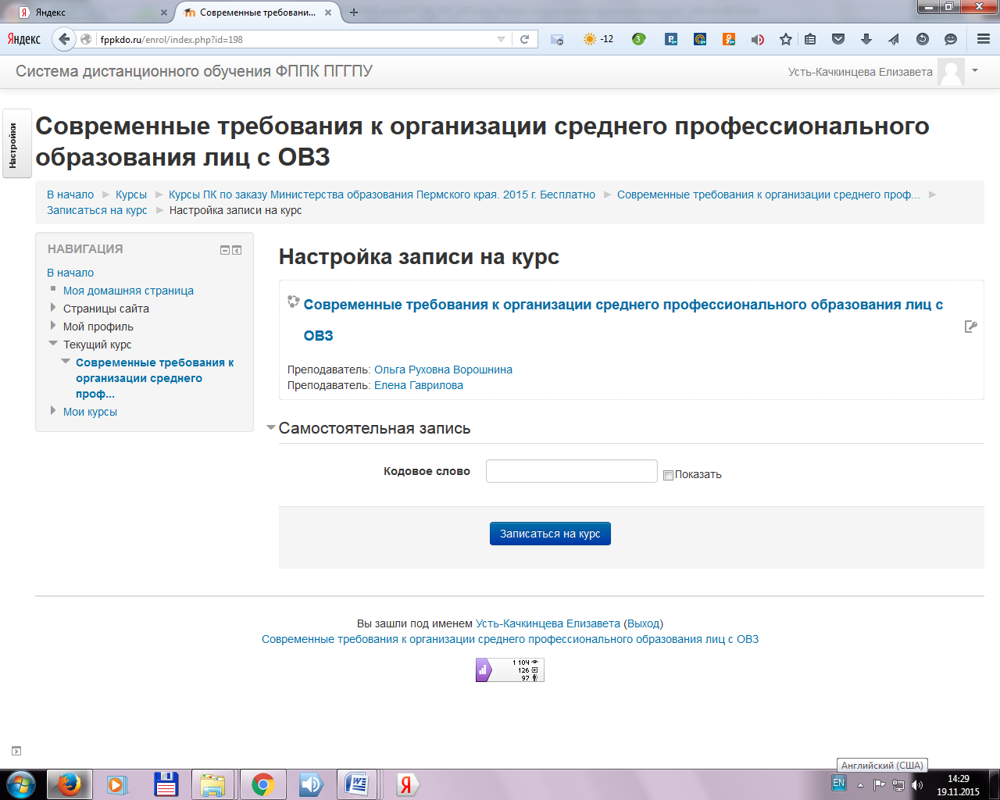 Яндекс
Современные требовани...
Яндекс
fppkdo.ru/enrol/index.php?id=198
-12
3
Система дистанционного обучения ФППК ПГГПУ
Усть-Качкинцева Елизавета
Настройки
Современные требования к организации среднего профессионального
образования лиц с ОВЗ
В начало
Курсы
Курсы ПК по заказу Министерства образования Пермского края. 2015 г. Бесплатно
Современные требования к организации среднего проф...
Записаться на курс
Настройка записи на курс
НАВИГАЦИЯ
В начало
Моя домашняя страница
Страницы сайта
Мой профиль
Текущий курс
Современные требования к
организации среднего
проф...
Мои курсы
Настройка записи на курс
Современные требования к организации среднего профессионального образования лиц с
ОВЗ
Преподаватель: Ольга Руховна Ворошнина
Преподаватель: Елена Гаврилова
Самостоятельная запись
Кодовое слово
Показать
Записаться на курс
Вы зашли под именем Усть-Качкинцева Елизавета (Выход)
Современные требования к организации среднего профессионального образования лиц с ОВЗ
1 104
126
97
Английский (США)
EN
14:29
19.11.2015